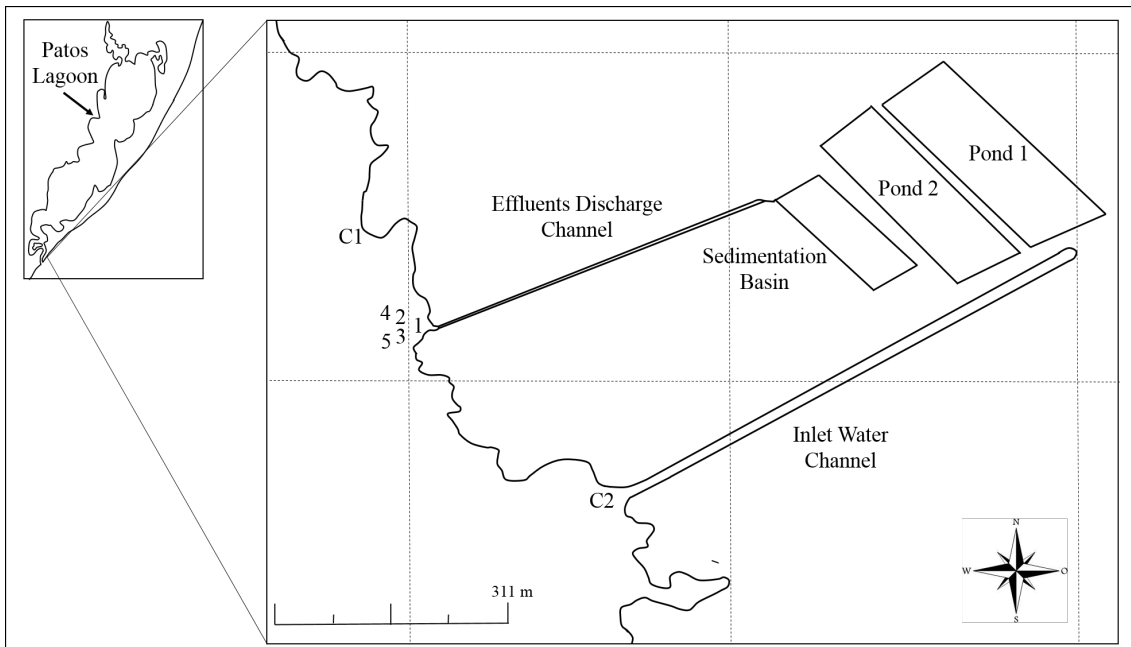 Patos
Lagoon
Pond 1
Pond 2
Effluents Discharge
Channel
C1
Sedimentation
Basin
4 2 1
5 3
Inlet Water
Channel
C2
311 m
N
W O
S